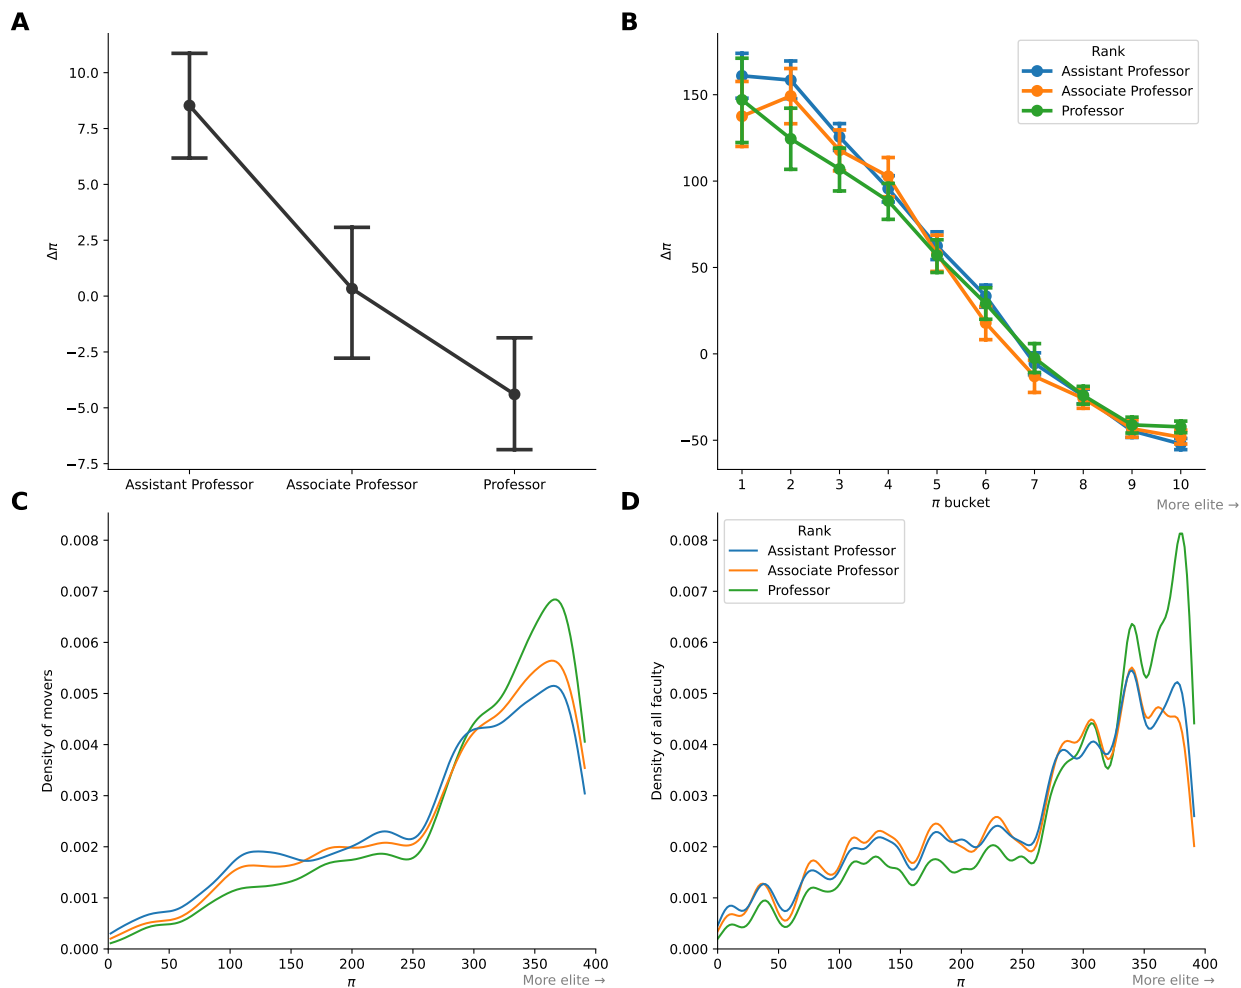 A
10.0
7.5
5.0
2.5
0.0
−2.5
−5.0
−7.5
Δπ
Assistant Professor
Associate Professor
Professor
B
150
100
50
0
−50
Δπ
Rank
Assistant Professor
Associate Professor
Professor
1 2 3 4 5 6 7 8 9 10
π bucket
More elite →
C
0.008
0.007
0.006
0.005
0.004
0.003
0.002
0.001
0.000
Density of movers
0 50 100 150 200 250 300 350 400
π
More elite →
D
0.008
0.007
0.006
0.005
0.004
0.003
0.002
0.001
0.000
Density of all faculty
Rank
Assistant Professor
Associate Professor
Professor
0 50 100 150 200 250 300 350 400
π
More elite →